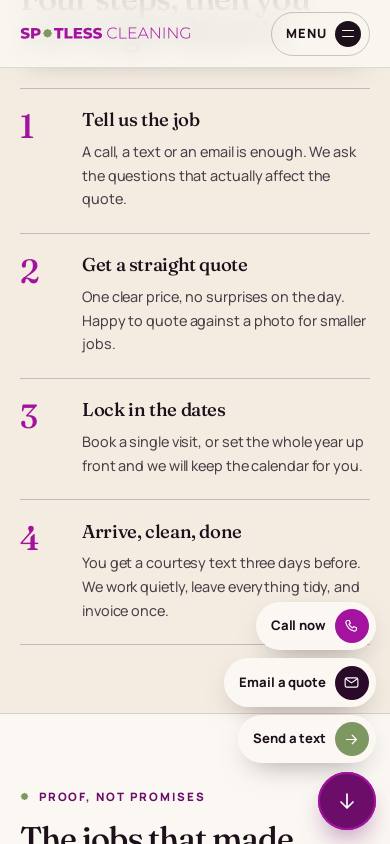 Four steps, then you
SPOTLESS CLEANING
MENU
1
Tell us the job
A call, a text or an email is enough. We ask
the questions that actually affect the
quote.
2
Get a straight quote
One clear price, no surprises on the day.
Happy to quote against a photo for smaller
jobs.
3
Lock in the dates
Book a single visit, or set the whole year up
front and we will keep the calendar for you.
4
Arrive, clean, done
You get a courtesy text three days before.
We work quietly, leave everything tidy, and
invoice once.
Call now
Email a quote
Send a text
PROOF, NOT PROMISES
The jobs that made